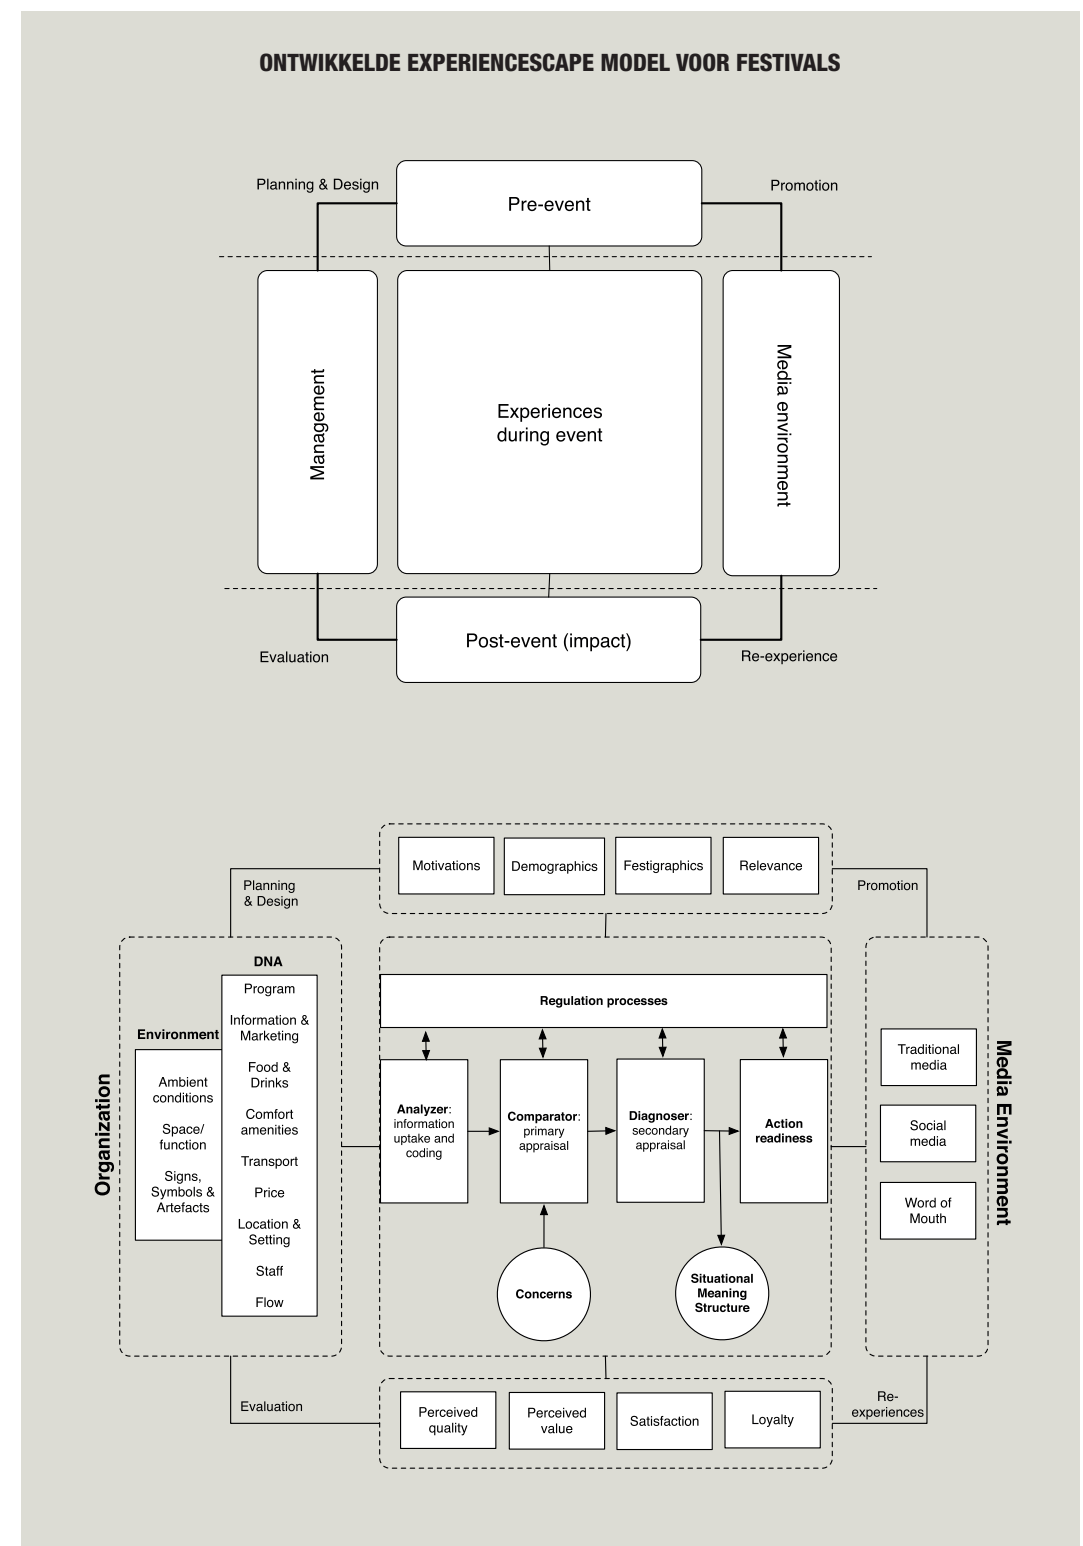 ONTWIKKELDE EXPERIENCESCAPE MODEL VOOR FESTIVALS
Planning & Design
Pre-event
Promotion
Management
Experiences
during event
Media environment
Evaluation
Post-event (impact)
Re-experience
Motivations
Demographics
Festigraphics
Relevance
Planning
& Design
Promotion
Organization
Environment
Ambient
conditions
Space/
function
Signs,
Symbols &
Artefacts
DNA
Program
Information &
Marketing
Food &
Drinks
Comfort
amenities
Transport
Price
Location &
Setting
Staff
Flow
Regulation processes
Analyzer:
information
uptake and
coding
Comparator:
primary
appraisal
Diagnoser:
secondary
appraisal
Action
readiness
Concerns
Situational
Meaning
Structure
Traditional
media
Social
media
Word of
Mouth
Media Environment
Evaluation
Perceived
quality
Perceived
value
Satisfaction
Loyalty
Re-
experiences